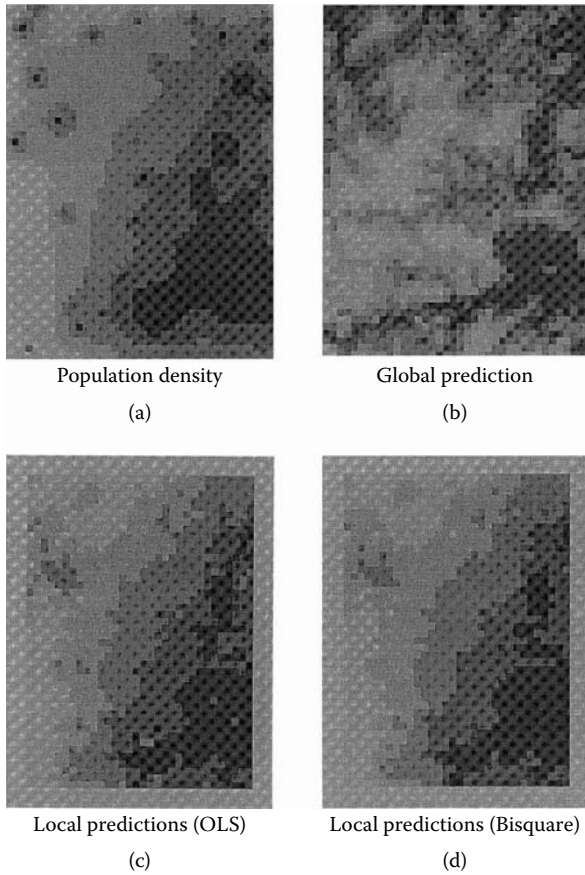 Population density
Global prediction
(a)
(b)
Local predictions (OLS)
Local predictions (Bisquare)
(c)
(d)